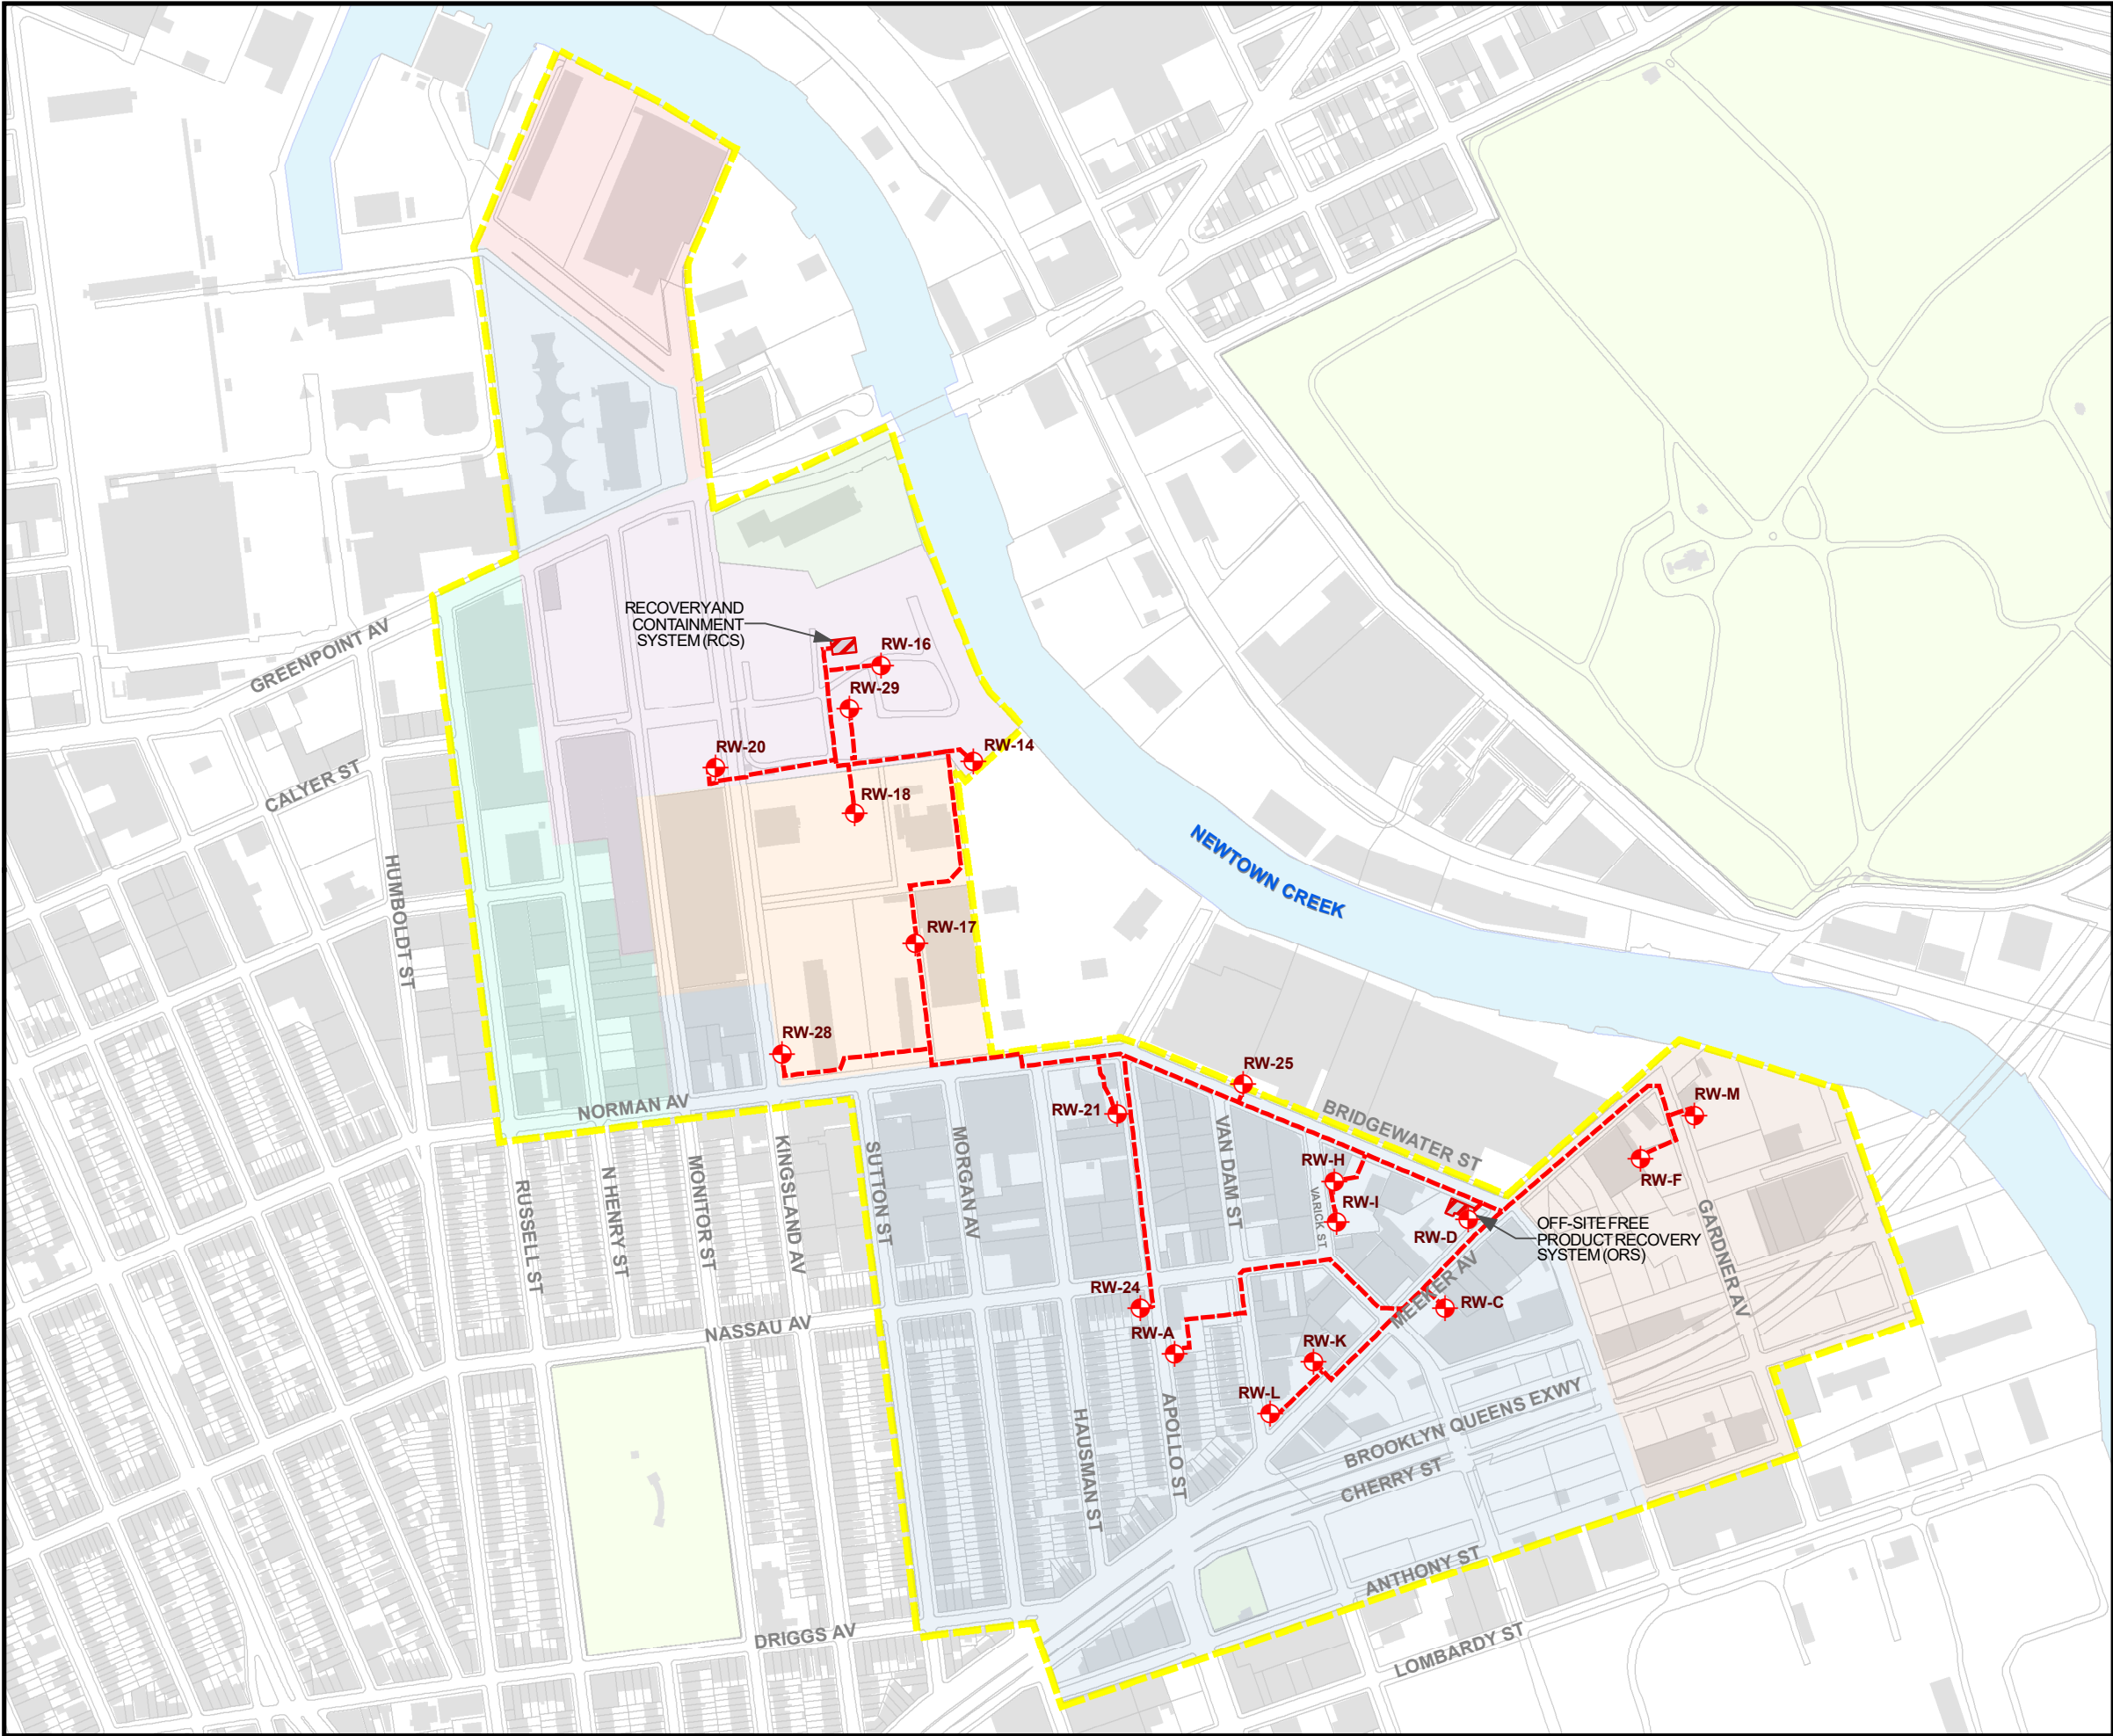 RECOVERY AND
CONTAINMENT
SYSTEM (RCS)
RW-16
RW-29
GREENPOINT AV
RW-20
RW-14
CALYER ST
RW-18
NEWTOWN CREEK
HUMBOLDT ST
RW-17
RW-28
RW-25
NORMAN AV
RW-21
BRIDGEWATER ST
RW-M
RW-F
RW-H
RW-I
VAN DAM ST
VARICK ST
MORGAN AV
SUTTON ST
KINGSLAND AV
MONITOR ST
N HENRY ST
RUSSELL ST
RW-D
OFF-SITE FREE
PRODUCT RECOVERY
SYSTEM (ORS)
GARDNER AV
MEEKER AV
RW-24
RW-C
NASSAU AV
RW-A
RW-K
RW-L
HAUSMAN ST
APOLLO ST
BROOKLYN QUEENS EXWY
CHERRY ST
ANTHONY ST
DRIGGS AV
LOMBARDY ST